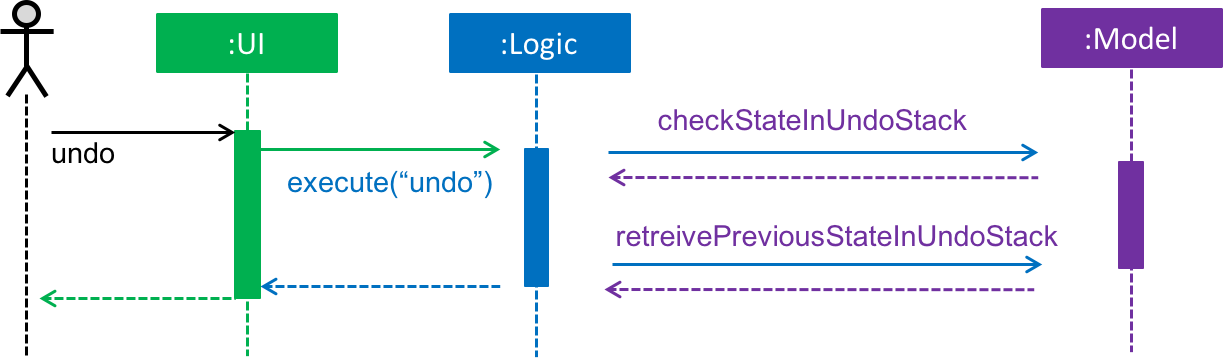 :UI
:Logic
:Model
undo
execute(“undo”)
checkStateInUndoStack
retreivePreviousStateInUndoStack